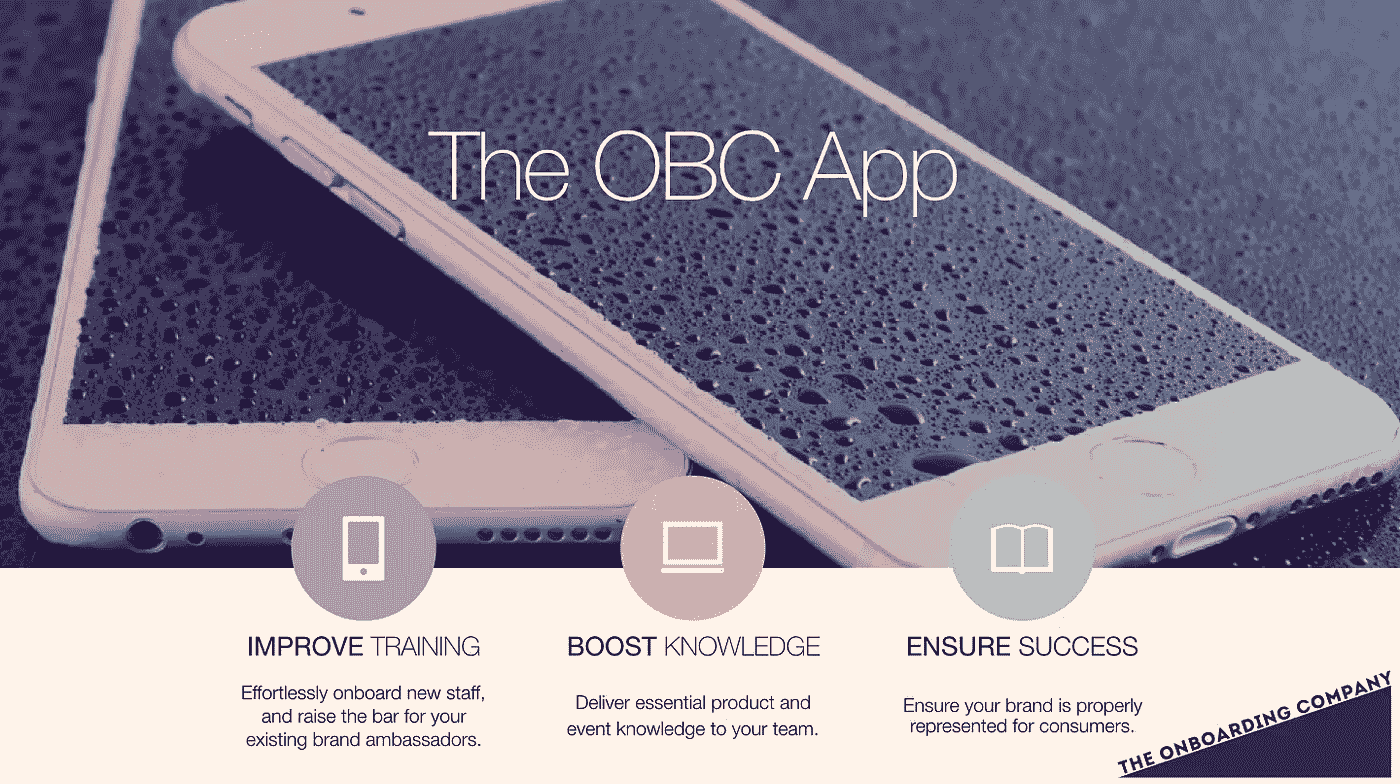 The OBC App
IMPROVE TRAINING
Effortlessly onboard new staff,
and raise the bar for your
existing brand ambassadors.
BOOST KNOWLEDGE
Deliver essential product and
event knowledge to your team.
ENSURE SUCCESS
Ensure your brand is properly
represented for consumers.
THE ONBOARDING COMPANY